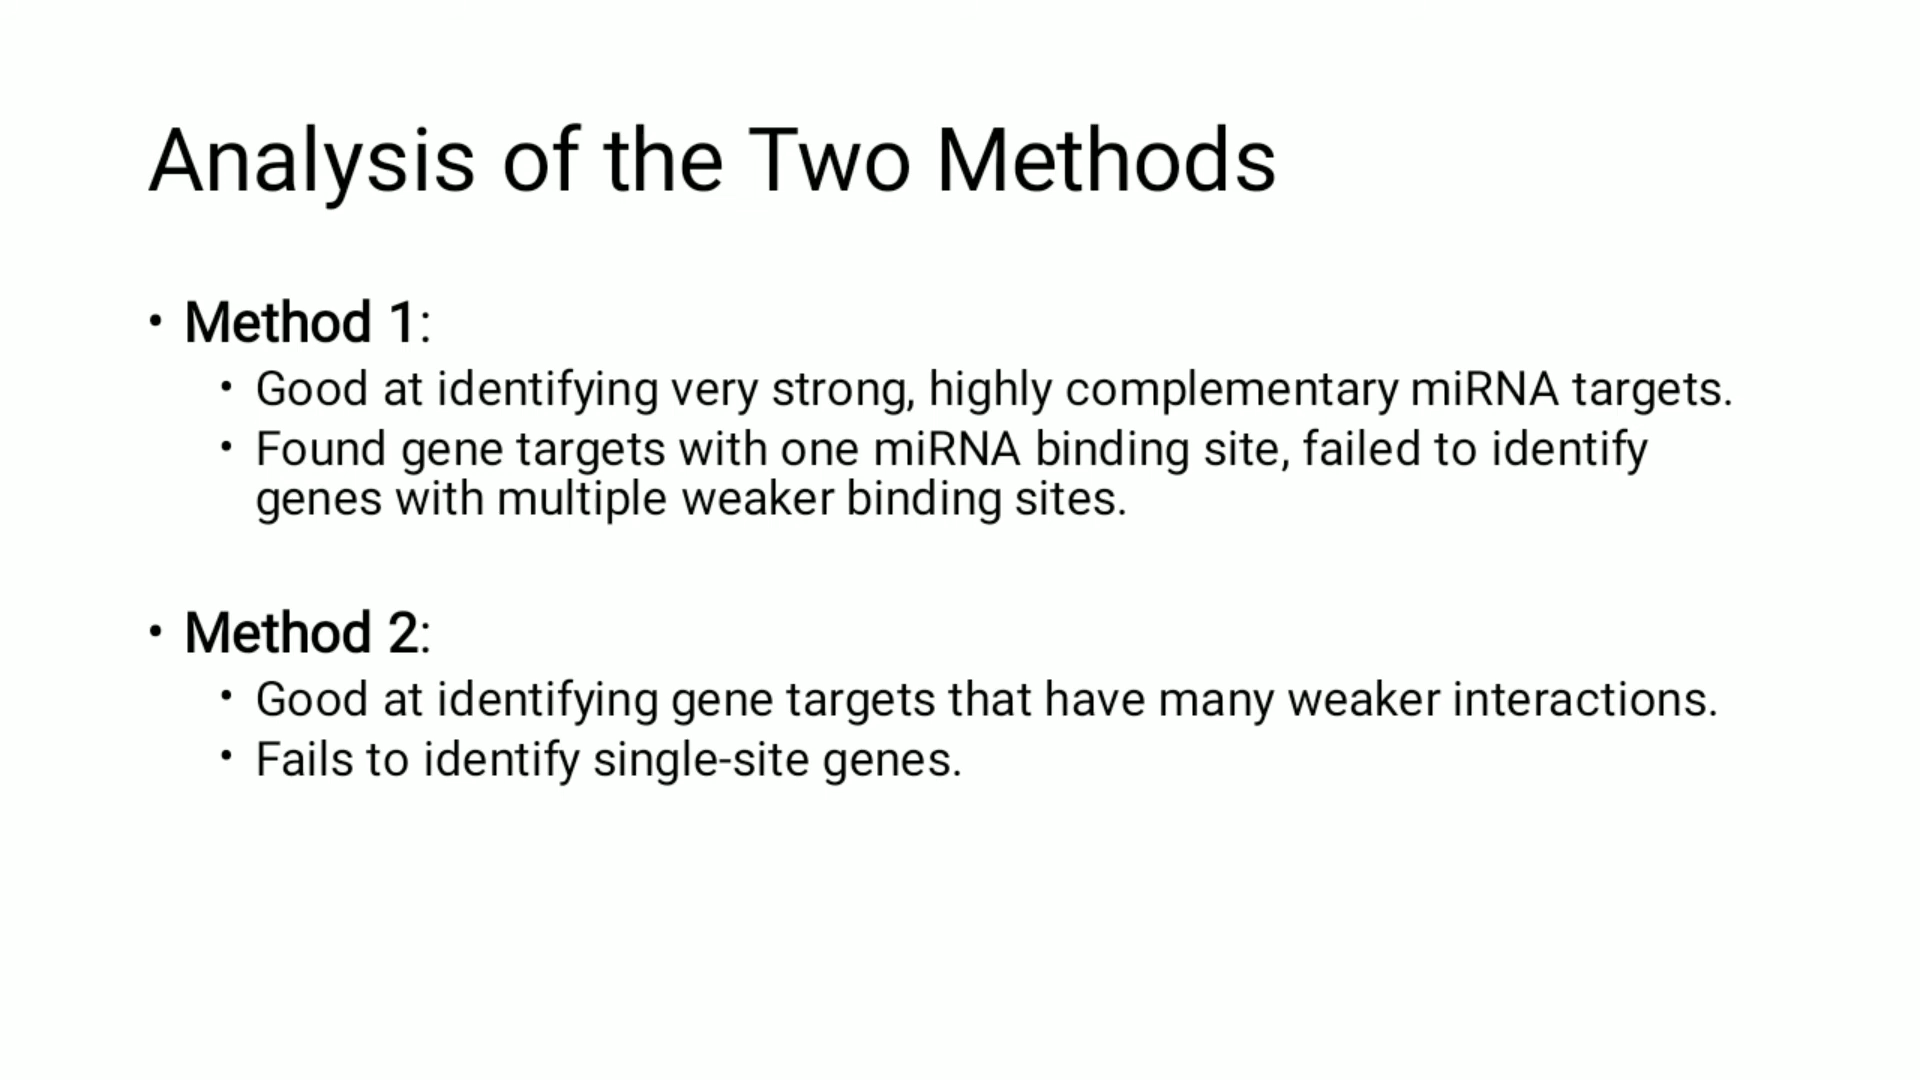 Analysis of the Two Methods
• Method 1:
• Good at identifying very strong, highly complementary miRNA targets.
• Found gene targets with one miRNA binding site, failed to identify
genes with multiple weaker binding sites.
• Method 2:
• Good at identifying gene targets that have many weaker interactions.
• Fails to identify single-site genes.